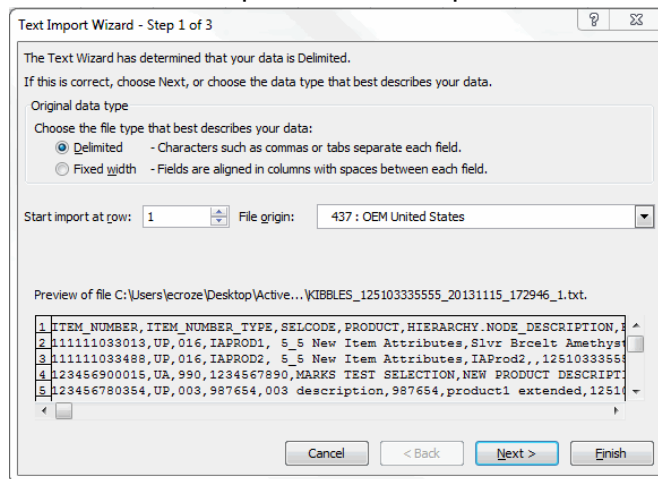 Text Import Wizard - Step 1 of 3
The Text Wizard has determined that your data is Delimited.
If this is correct, choose Next, or choose the data type that best describes your data.
Original data type
Choose the file type that best describes your data:
Delimited - Characters such as commas or tabs separate each field.
Fixed width - Fields are aligned in columns with spaces between each field.
Start import at row: 1 File origin: 437 : OEM United States
Preview of file C:\Users\ecroze\Desktop\Active...\KIBBLES_125103335555_20131115_172946_1.txt.
1 ITEM_NUMBER,ITEM_NUMBER_TYPE,SELCODE,PRODUCT,HIERARCHY.NODE_DESCRIPTION,
2 111111033013,UP,016,IAPROD1, 5_5 New Item Attributes,Slvr Brcelt Amethyst
3 111111033488,UP,016,IAPROD2, 5_5 New Item Attributes,IAProd2,,1251033355
4 123456900015,UA,990,1234567890,MARKS TEST SELECTION,NEW PRODUCT DESCRIPT
5 123456780354,UP,003,987654,003 description,987654,product1 extended,1251
Cancel < Back Next > Finish